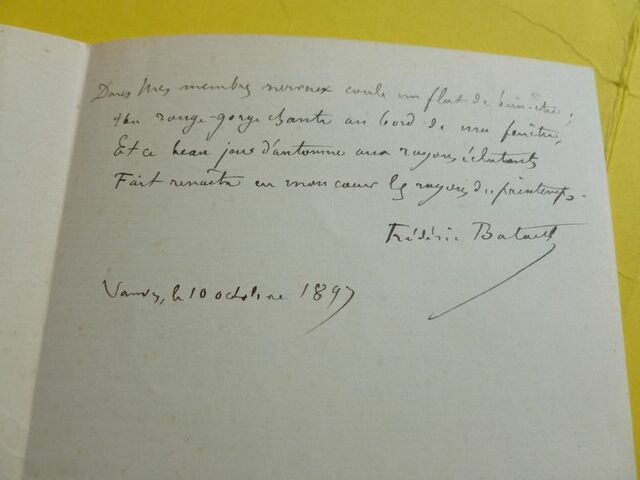 Dans mes membres nerveux coule un flot de bien-être ;
Un rouge-gorge chante au bord de ma fenêtre,
Et ce beau jour d'automne aux rayons éclatants
Fait renaître en mon cœur les rayons du printemps.
Frédéric Bataille
Vanves, le 10 octobre 1897